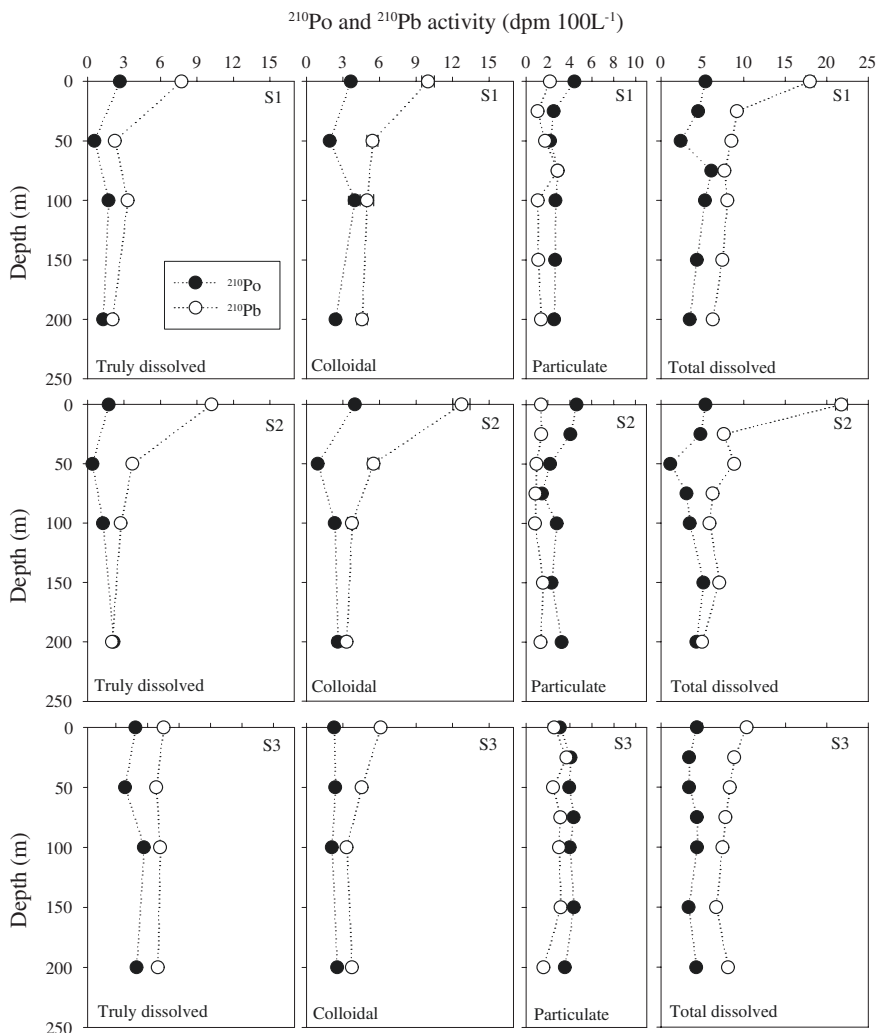 ²¹⁰Po and ²¹⁰Pb activity (dpm 100L⁻¹)
0 3 6 9 12 15
0 3 6 9 12 15
0 2 4 6 8 10
0 5 10 15 20 25
0
50
100
150
200
250
Depth (m)
S1
²¹⁰Po
²¹⁰Pb
Truly dissolved
S1
Colloidal
S1
Particulate
S1
Total dissolved
0
50
100
150
200
250
Depth (m)
S2
Truly dissolved
S2
Colloidal
S2
Particulate
S2
Total dissolved
0
50
100
150
200
250
Depth (m)
S3
Truly dissolved
S3
Colloidal
S3
Particulate
S3
Total dissolved